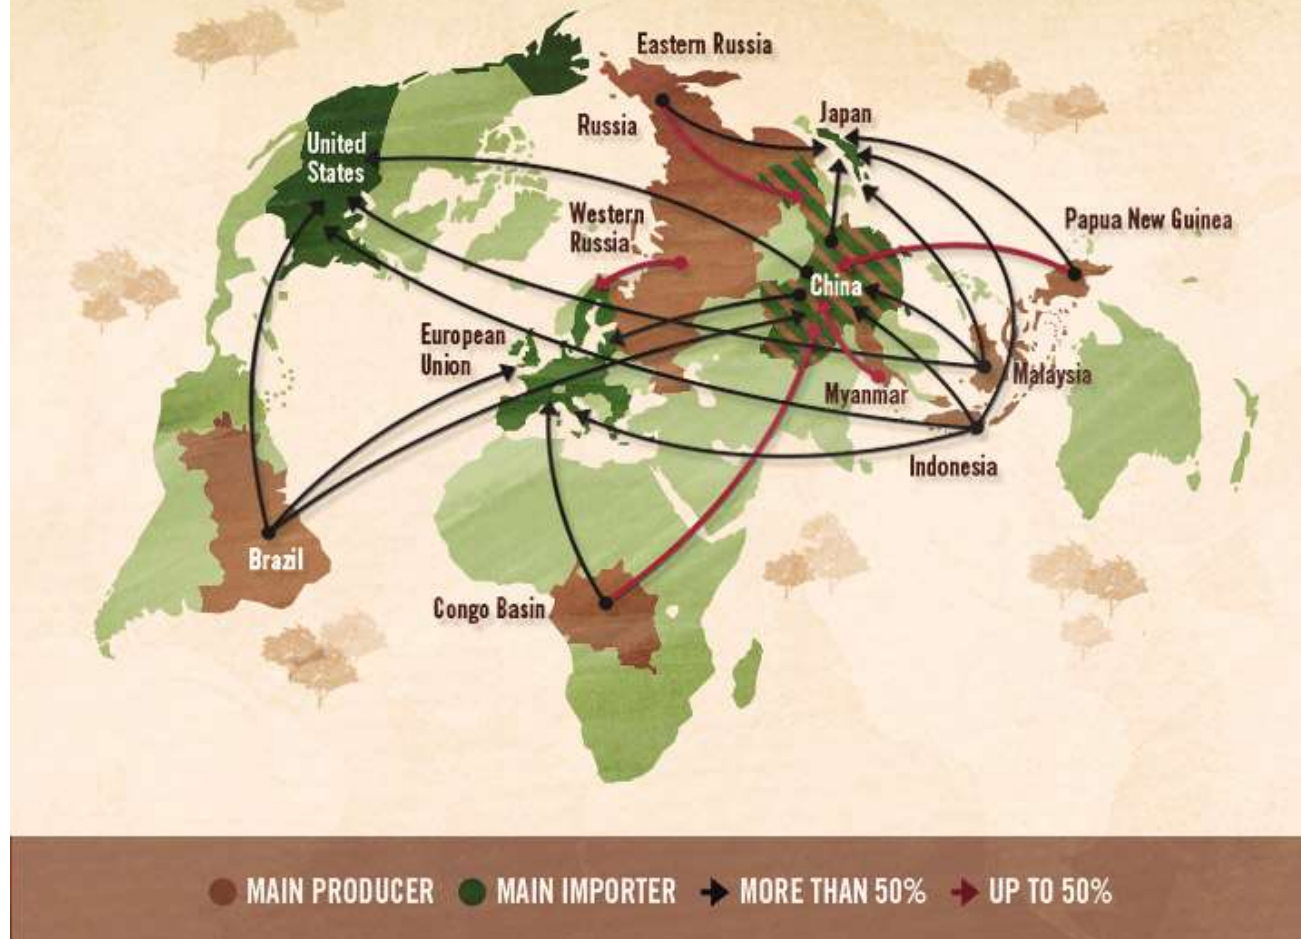 Eastern Russia
Japan
Russia
United
States
Western
Russia
Papua New Guinea
China
European
Union
Malaysia
Myanmar
Indonesia
Brazil
Congo Basin
MAIN PRODUCER
MAIN IMPORTER
MORE THAN 50%
UP TO 50%